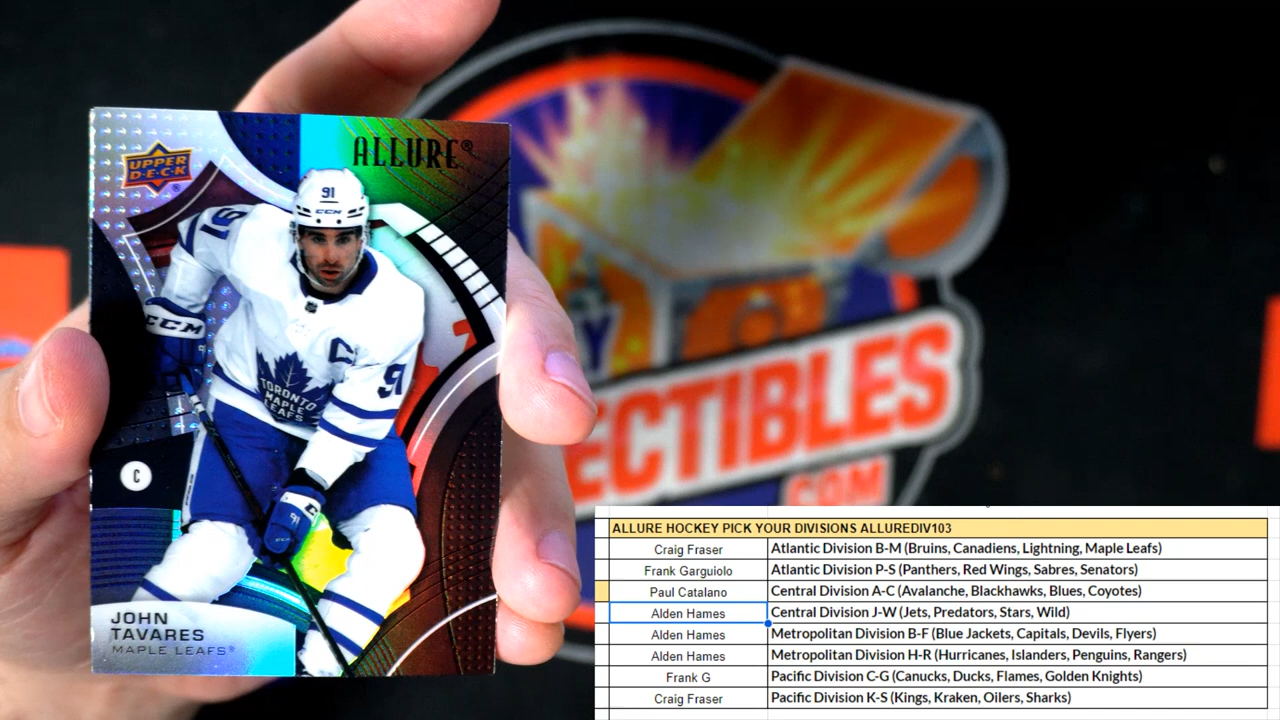 UPPER
D·E·C·K
®
ALLURE®
91
CCM
91
CCM
C
91
TORONTO
MAPLE
LEAFS
91
C
JOHN
TAVARES
MAPLE LEAFS®
Y
ECTIBLES
.COM
ALLURE HOCKEY PICK YOUR DIVISIONS ALLUREDIV103
Craig Fraser Atlantic Division B-M (Bruins, Canadiens, Lightning, Maple Leafs)
Frank Garguiolo Atlantic Division P-S (Panthers, Red Wings, Sabres, Senators)
Paul Catalano Central Division A-C (Avalanche, Blackhawks, Blues, Coyotes)
Alden Hames Central Division J-W (Jets, Predators, Stars, Wild)
Alden Hames Metropolitan Division B-F (Blue Jackets, Capitals, Devils, Flyers)
Alden Hames Metropolitan Division H-R (Hurricanes, Islanders, Penguins, Rangers)
Frank G Pacific Division C-G (Canucks, Ducks, Flames, Golden Knights)
Craig Fraser Pacific Division K-S (Kings, Kraken, Oilers, Sharks)